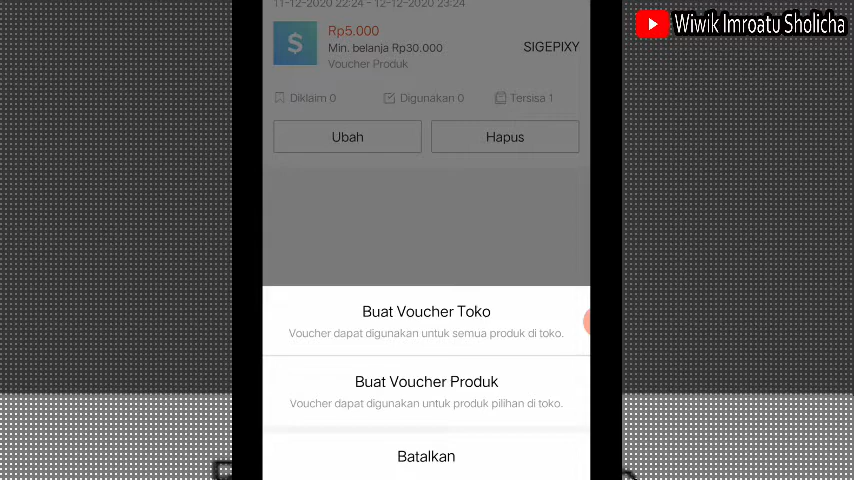 Wiwik Imroatu Sholicha
11-12-2020 22:24 - 12-12-2020 23:24
Rp5.000
Min. belanja Rp30.000
SIGEPIXY
Voucher Produk
Diklaim 0
Digunakan 0
Tersisa 1
Ubah
Hapus
Buat Voucher Toko
Voucher dapat digunakan untuk semua produk di toko.
Buat Voucher Produk
Voucher dapat digunakan untuk produk pilihan di toko.
Batalkan